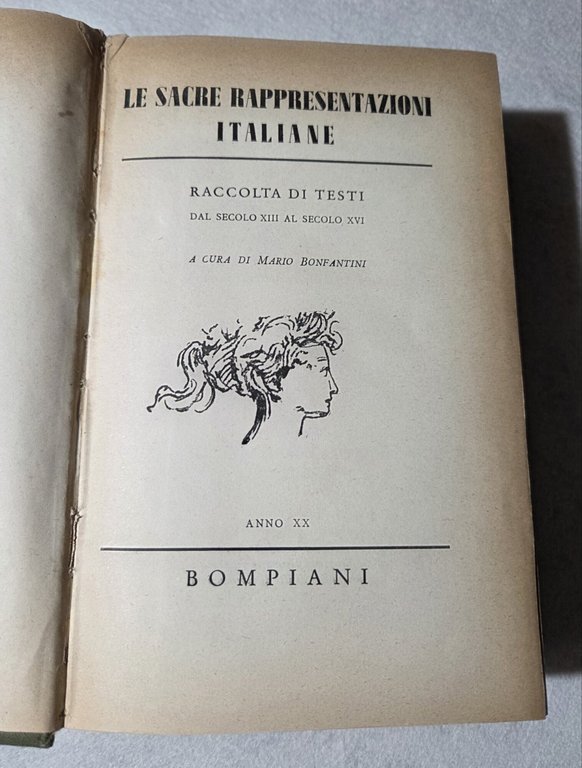 LE SACRE RAPPRESENTAZIONI
ITALIANE
RACCOLTA DI TESTI
DAL SECOLO XIII AL SECOLO XVI
A CURA DI MARIO BONFANTINI
ANNO XX
BOMPIANI